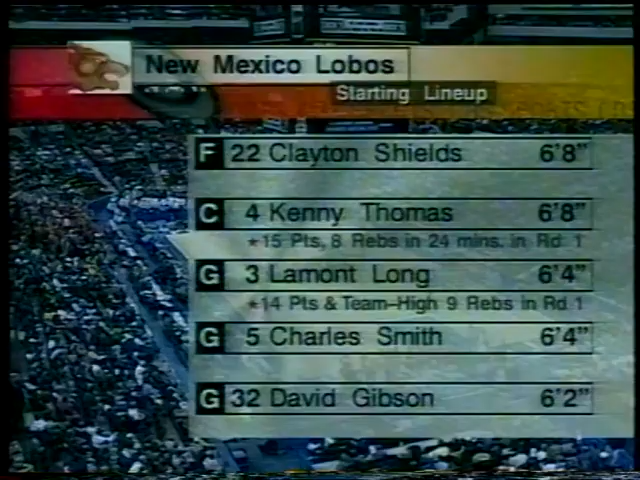 New Mexico Lobos
Starting Lineup
F 22 Clayton Shields 6'8"
C 4 Kenny Thomas 6'8"
*15 Pts, 8 Rebs in 24 mins. in Rd 1
G 3 Lamont Long 6'4"
*14 Pts & Team-High 9 Rebs in Rd 1
G 5 Charles Smith 6'4"
G 32 David Gibson 6'2"